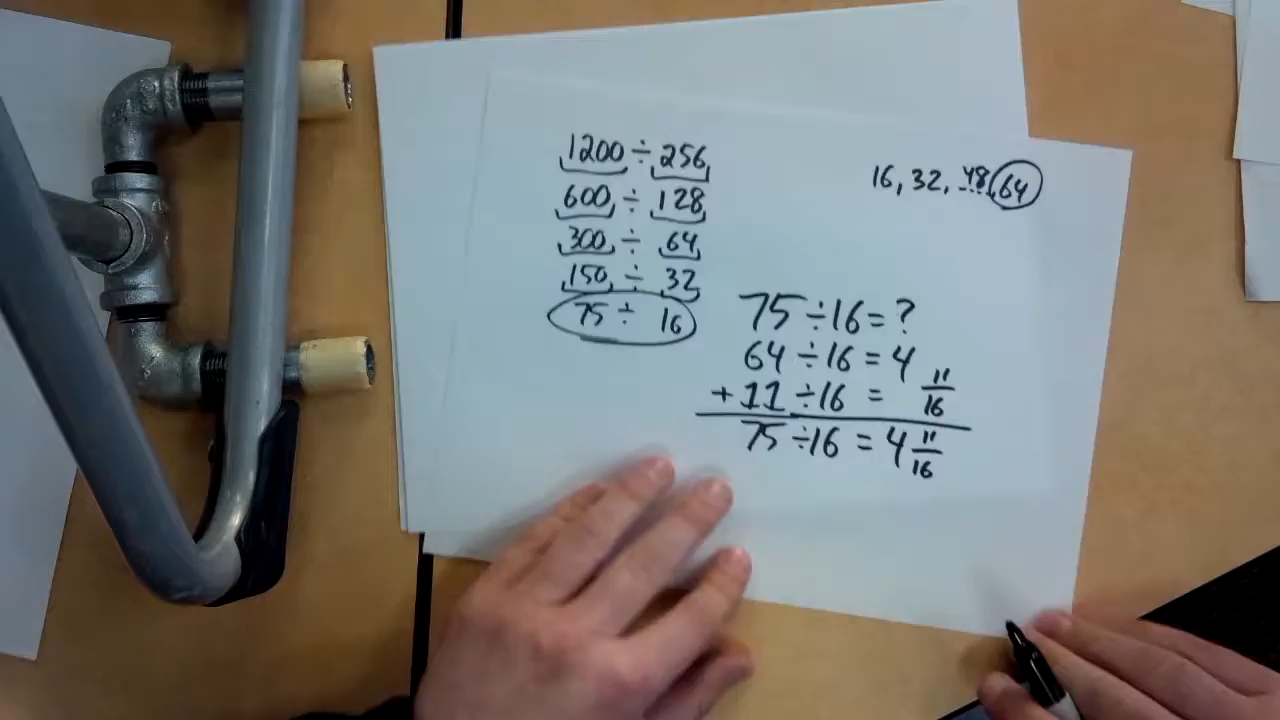 1200 ÷ 256
600 ÷ 128
300 ÷ 64
150 ÷ 32
75 ÷ 16
16, 32, 48, 64
75 ÷ 16 = ?
64 ÷ 16 = 4
+ 11 ÷ 16 = 11/16
75 ÷ 16 = 4 11/16